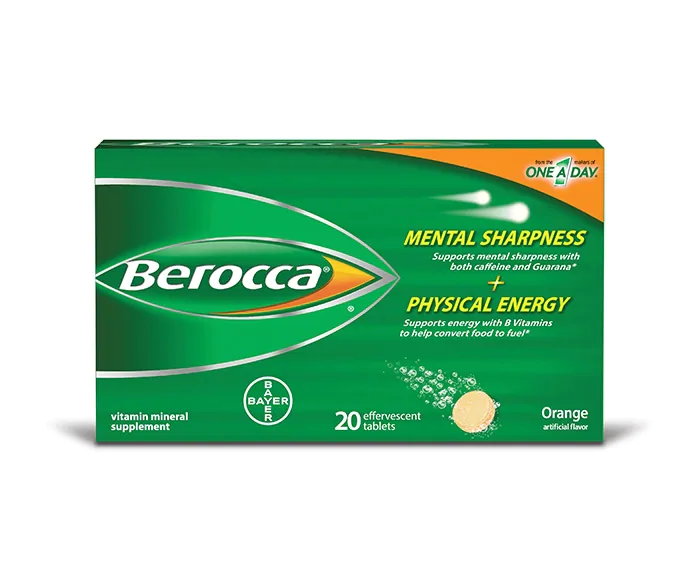 from the makers of
ONE A DAY®
MENTAL SHARPNESS
Supports mental sharpness with
both caffeine and Guarana*
+
PHYSICAL ENERGY
Supports energy with B Vitamins
to help convert food to fuel*
Berocca®
®
BAYER
BAYER
vitamin mineral
supplement
20 effervescent
tablets
Orange
artificial flavor